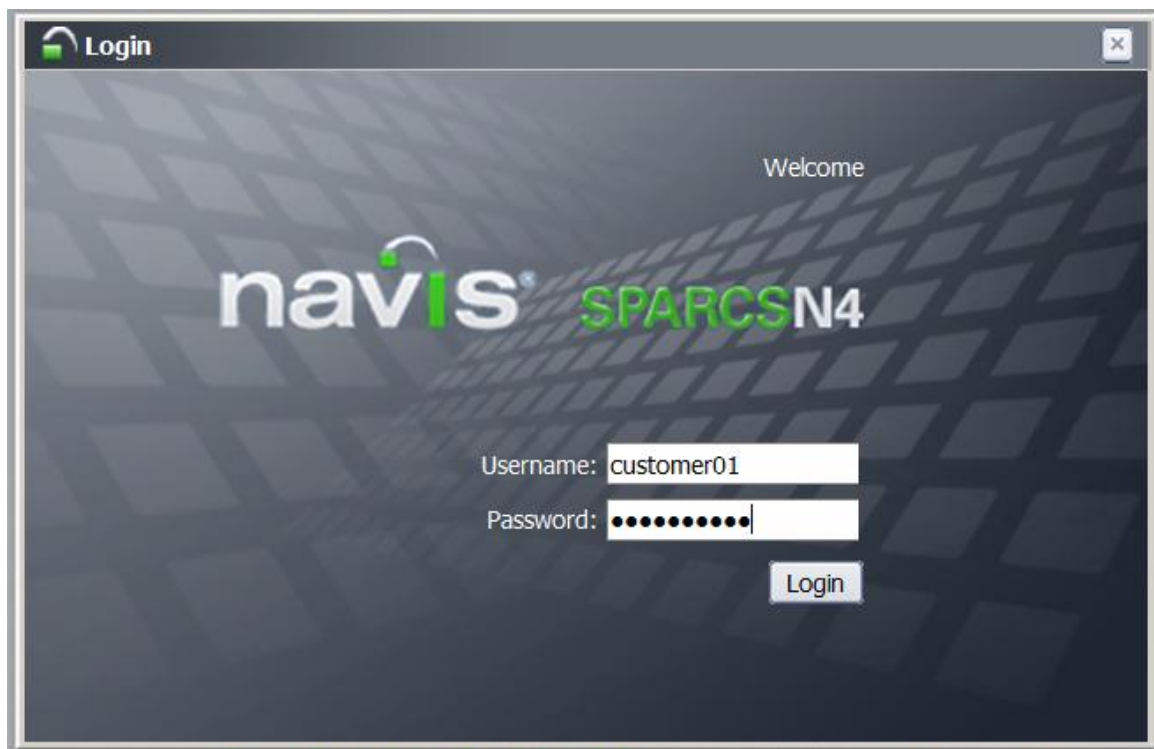 Login
Welcome
navis® SPARCSN4
Username: customer01
Password: ••••••••••
Login